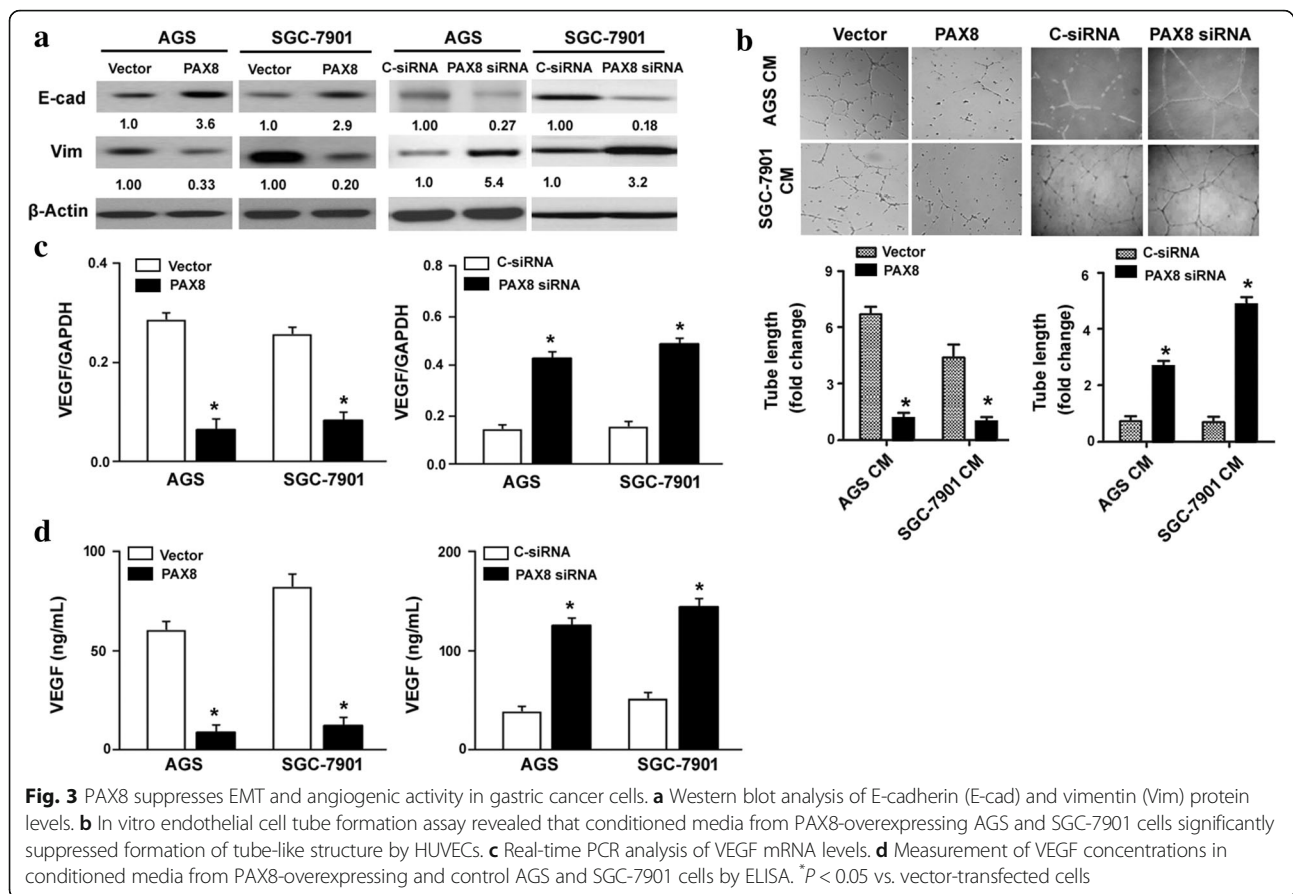 a
AGS SGC-7901 AGS SGC-7901
Vector PAX8 Vector PAX8 C-siRNA PAX8 siRNA C-siRNA PAX8 siRNA
E-cad
1.0 3.6 1.0 2.9 1.00 0.27 1.00 0.18
Vim
1.00 0.33 1.00 0.20 1.0 5.4 1.0 3.2
β-Actin
b
Vector PAX8 C-siRNA PAX8 siRNA
AGS CM
SGC-7901 CM
Vector
PAX8
9
6
3
0
Tube length (fold change)
* *
AGS CM SGC-7901 CM
C-siRNA
PAX8 siRNA
6
4
2
0
Tube length (fold change)
* *
AGS CM SGC-7901 CM
c
Vector
PAX8
0.4
0.2
0.0
VEGF/GAPDH
* *
AGS SGC-7901
C-siRNA
PAX8 siRNA
0.8
0.6
0.4
0.2
0.0
VEGF/GAPDH
* *
AGS SGC-7901
d
Vector
PAX8
100
50
0
VEGF (ng/mL)
* *
AGS SGC-7901
C-siRNA
PAX8 siRNA
200
100
0
VEGF (ng/mL)
* *
AGS SGC-7901
Fig. 3 PAX8 suppresses EMT and angiogenic activity in gastric cancer cells. a Western blot analysis of E-cadherin (E-cad) and vimentin (Vim) protein
levels. b In vitro endothelial cell tube formation assay revealed that conditioned media from PAX8-overexpressing AGS and SGC-7901 cells significantly
suppressed formation of tube-like structure by HUVECs. c Real-time PCR analysis of VEGF mRNA levels. d Measurement of VEGF concentrations in
conditioned media from PAX8-overexpressing and control AGS and SGC-7901 cells by ELISA. *P < 0.05 vs. vector-transfected cells